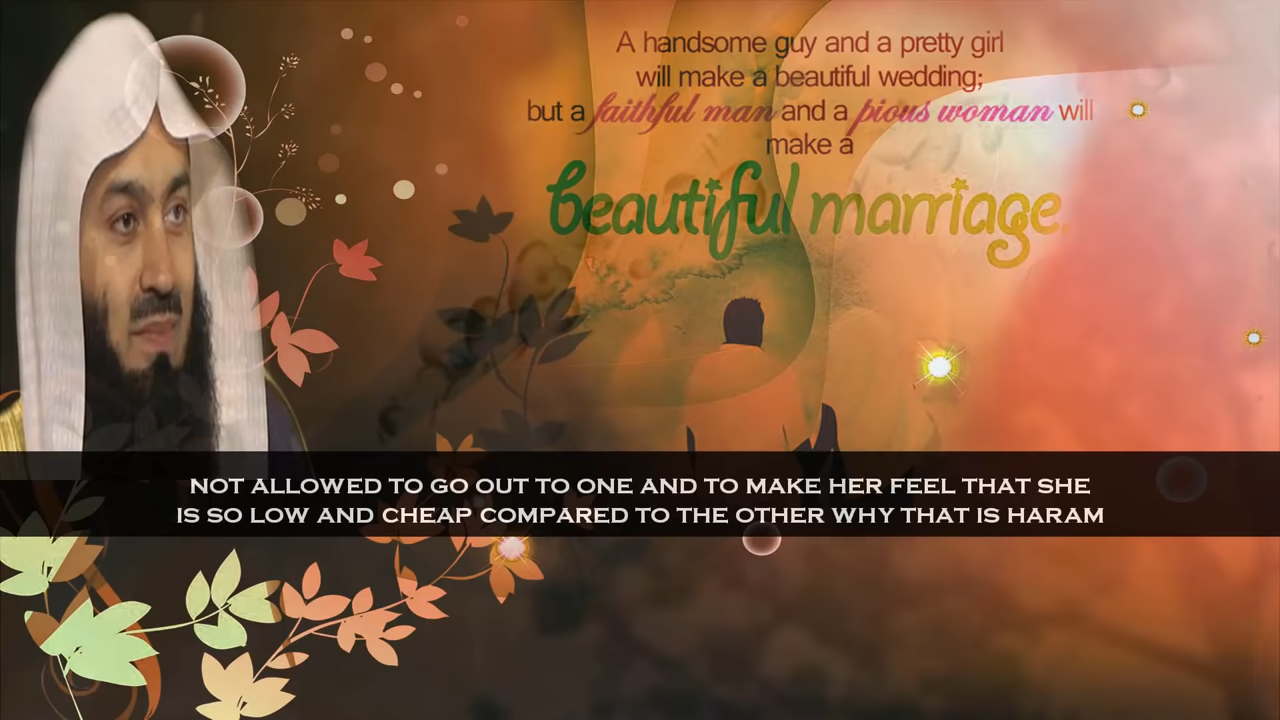 A handsome guy and a pretty girl
will make a beautiful wedding;
but a faithful man and a pious woman will
make a
beautiful marriage.
NOT ALLOWED TO GO OUT TO ONE AND TO MAKE HER FEEL THAT SHE
IS SO LOW AND CHEAP COMPARED TO THE OTHER WHY THAT IS HARAM